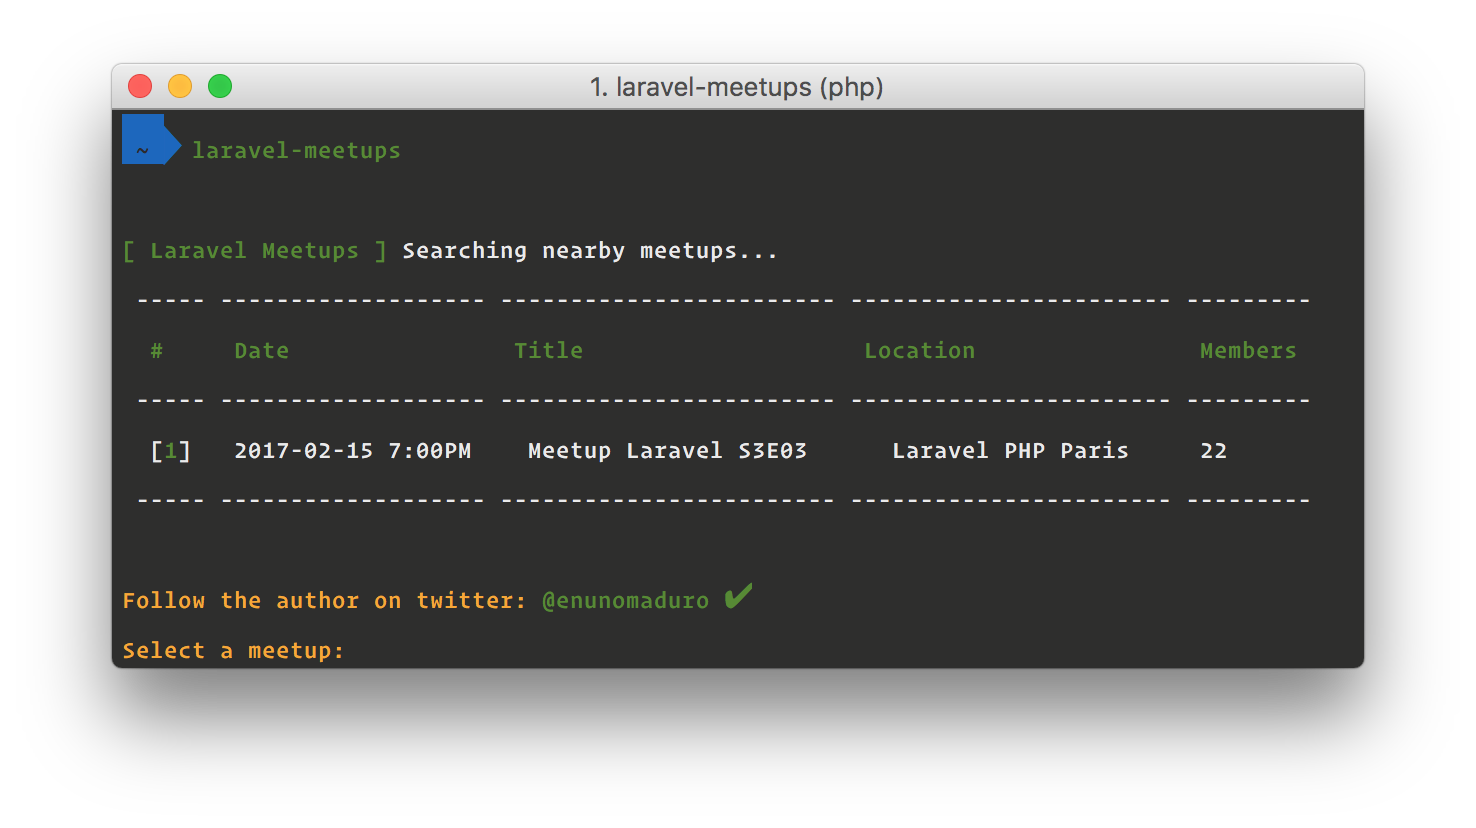 1. laravel-meetups (php)
~ laravel-meetups
[ Laravel Meetups ] Searching nearby meetups...
----- ------------------- ------------------------ ----------------------- ---------
# Date Title Location Members
----- ------------------- ------------------------ ----------------------- ---------
[1] 2017-02-15 7:00PM Meetup Laravel S3E03 Laravel PHP Paris 22
----- ------------------- ------------------------ ----------------------- ---------
Follow the author on twitter: @enunomaduro ✔
Select a meetup: